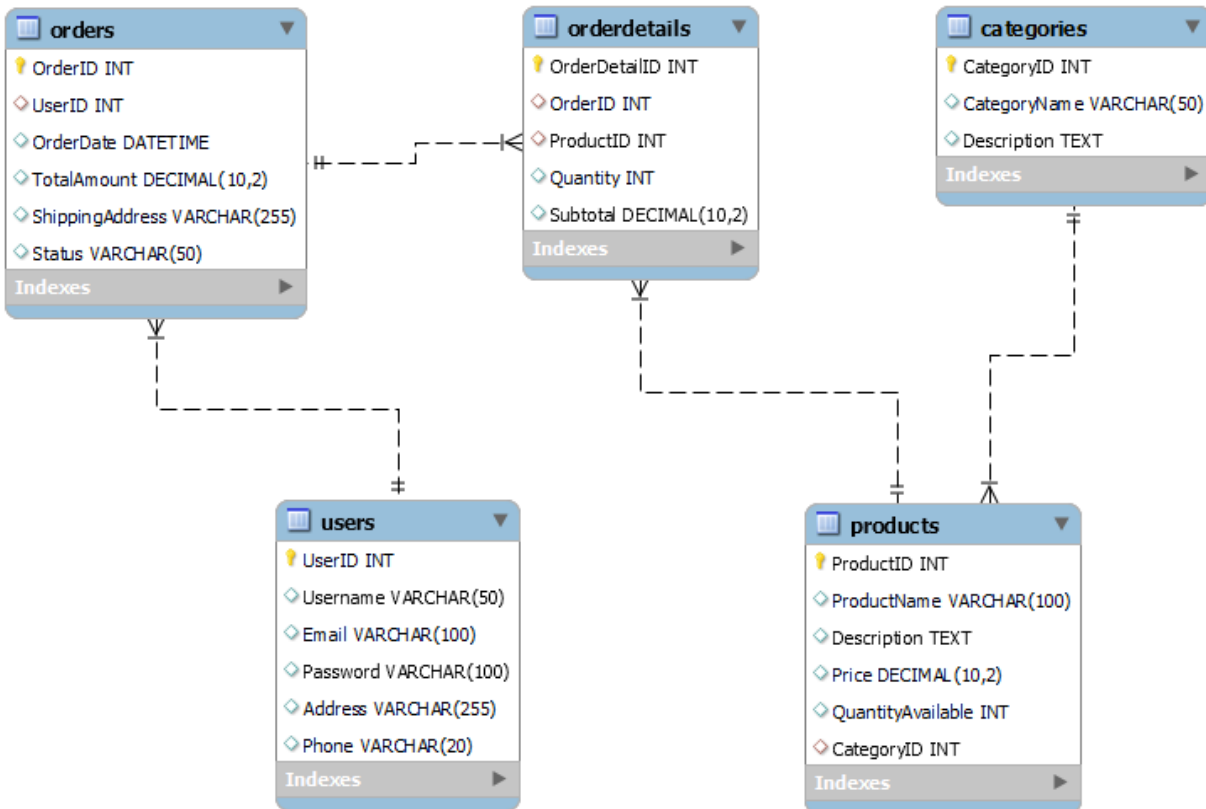 orders
OrderID INT
UserID INT
OrderDate DATETIME
TotalAmount DECIMAL(10,2)
ShippingAddress VARCHAR(255)
Status VARCHAR(50)
Indexes
orderdetails
OrderDetailID INT
OrderID INT
ProductID INT
Quantity INT
Subtotal DECIMAL(10,2)
Indexes
categories
CategoryID INT
CategoryName VARCHAR(50)
Description TEXT
Indexes
users
UserID INT
Username VARCHAR(50)
Email VARCHAR(100)
Password VARCHAR(100)
Address VARCHAR(255)
Phone VARCHAR(20)
Indexes
products
ProductID INT
ProductName VARCHAR(100)
Description TEXT
Price DECIMAL(10,2)
QuantityAvailable INT
CategoryID INT
Indexes